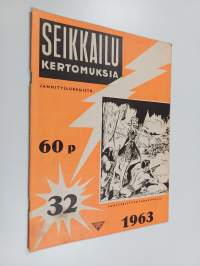 SEIKKAILU
KERTOMUKSIA
JÄNNITYSLUKEMISTO
60 p
32
1963